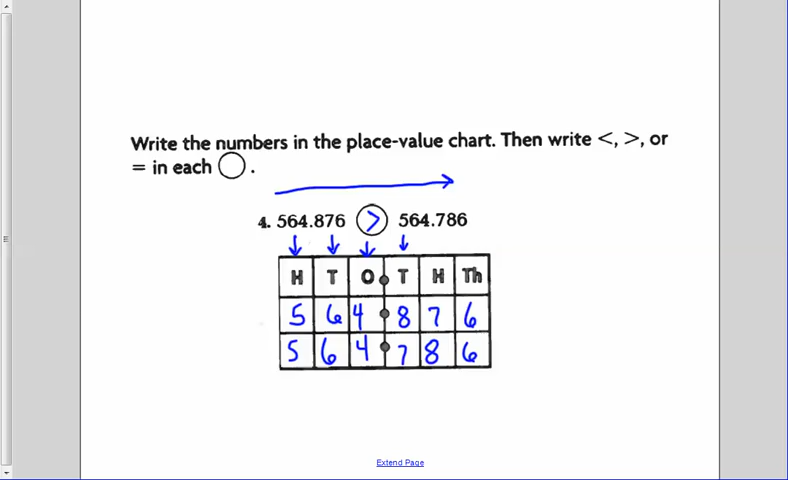 Write the numbers in the place-value chart. Then write <, >, or
= in each ◯.
4. 564.876 > 564.786
H T O . T H Th
5 6 4 . 8 7 6
5 6 4 . 7 8 6
Extend Page